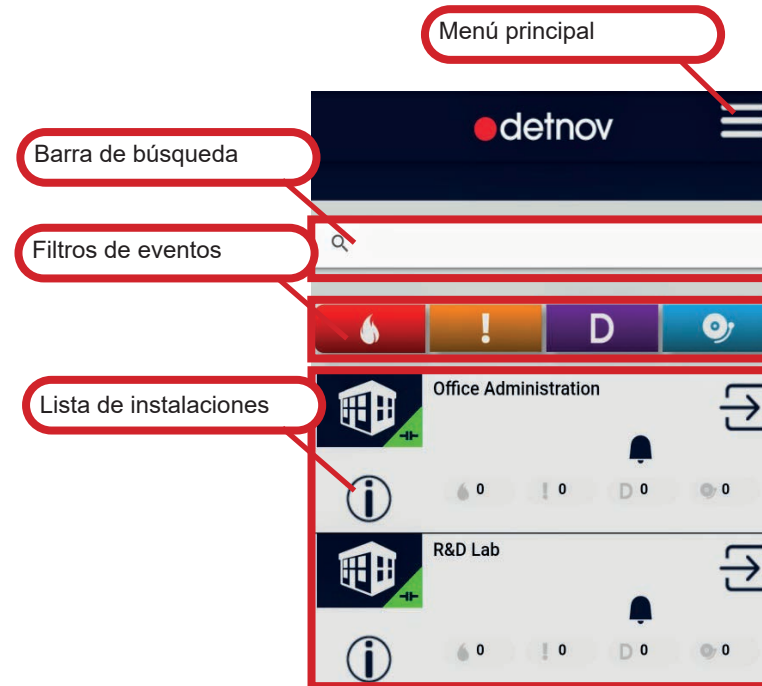 Menú principal
detnov
Barra de búsqueda
Filtros de eventos
! D
Lista de instalaciones
Office Administration
0 ! 0 D 0 0
R&D Lab
0 ! 0 D 0 0